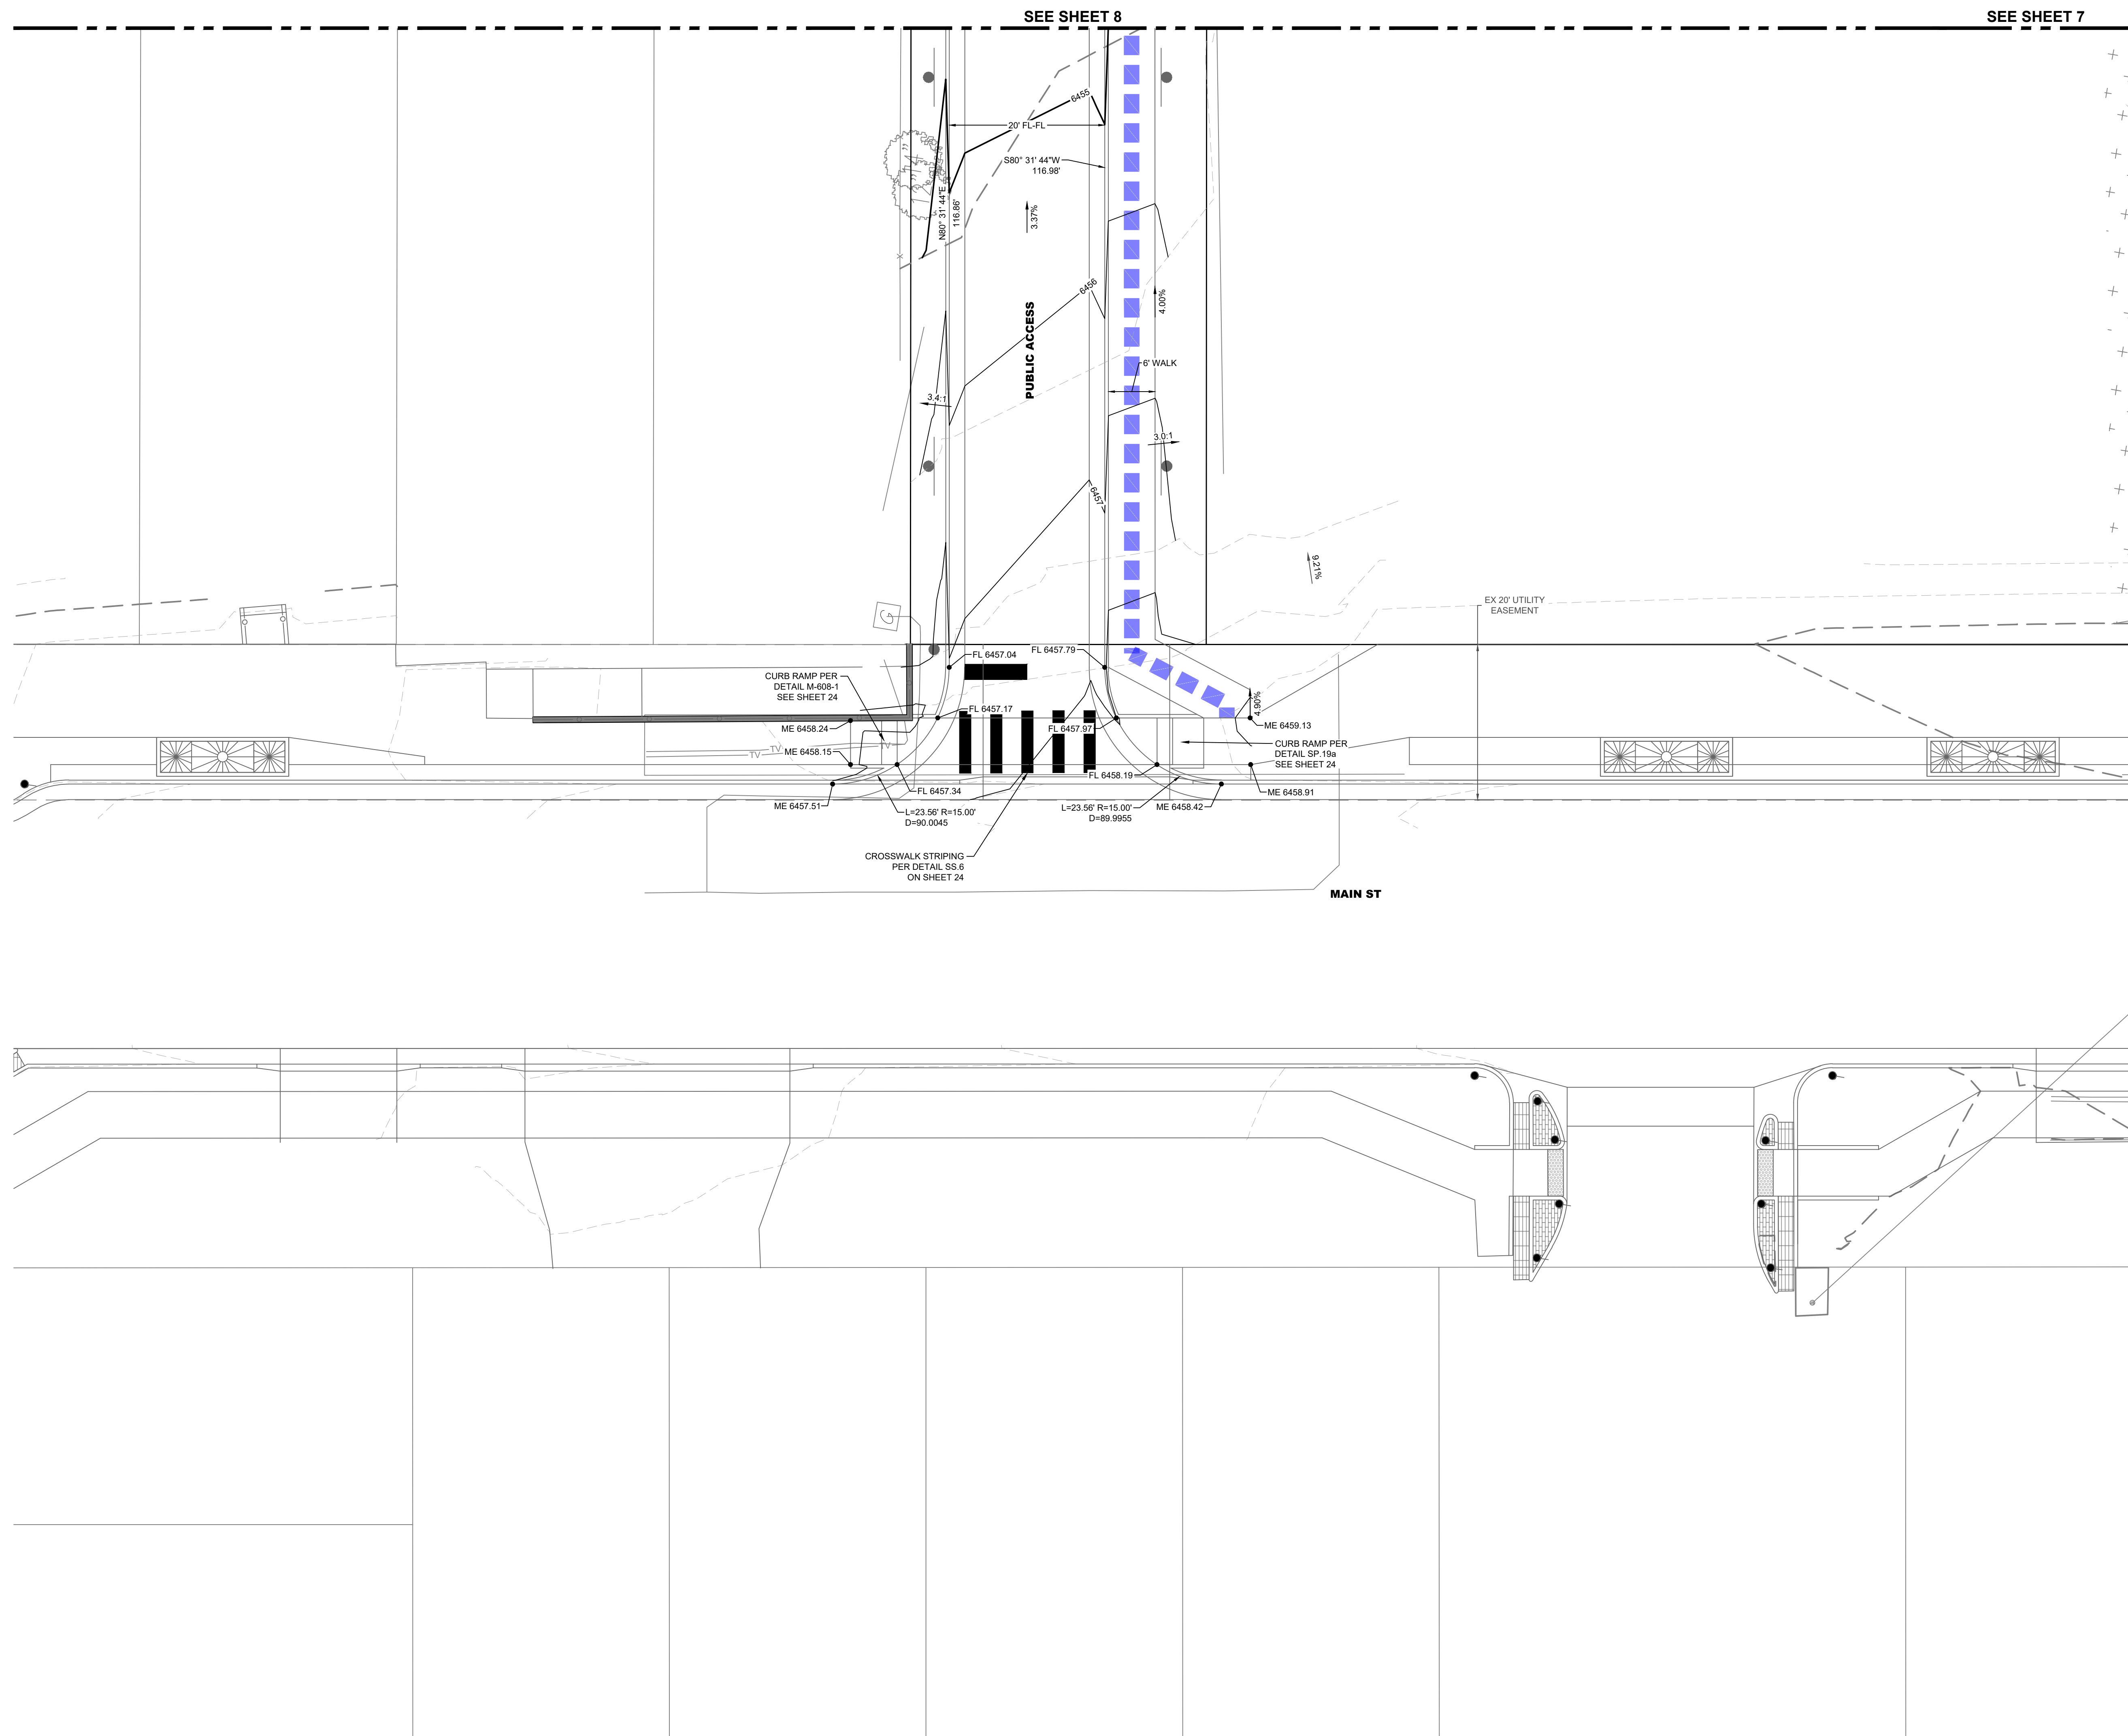 SEE SHEET 8
SEE SHEET 7
6455
20' FL-FL
S80° 31' 44"W
116.98'
N80° 31' 44"E
116.86'
3.37%
6456
4.00%
PUBLIC ACCESS
6' WALK
3.4:1
3.0:1
6457
9.21%
EX 20' UTILITY
EASEMENT
FL 6457.04
FL 6457.79
CURB RAMP PER
DETAIL M-608-1
SEE SHEET 24
4.90%
FL 6457.17
ME 6458.24
FL 6457.97
ME 6459.13
TV
TV
TV
ME 6458.15
CURB RAMP PER
DETAIL SP.19a
SEE SHEET 24
FL 6458.19
FL 6457.34
ME 6458.91
ME 6457.51
ME 6458.42
L=23.56' R=15.00'
D=90.0045
L=23.56' R=15.00'
D=89.9955
CROSSWALK STRIPING
PER DETAIL SS.6
ON SHEET 24
MAIN ST